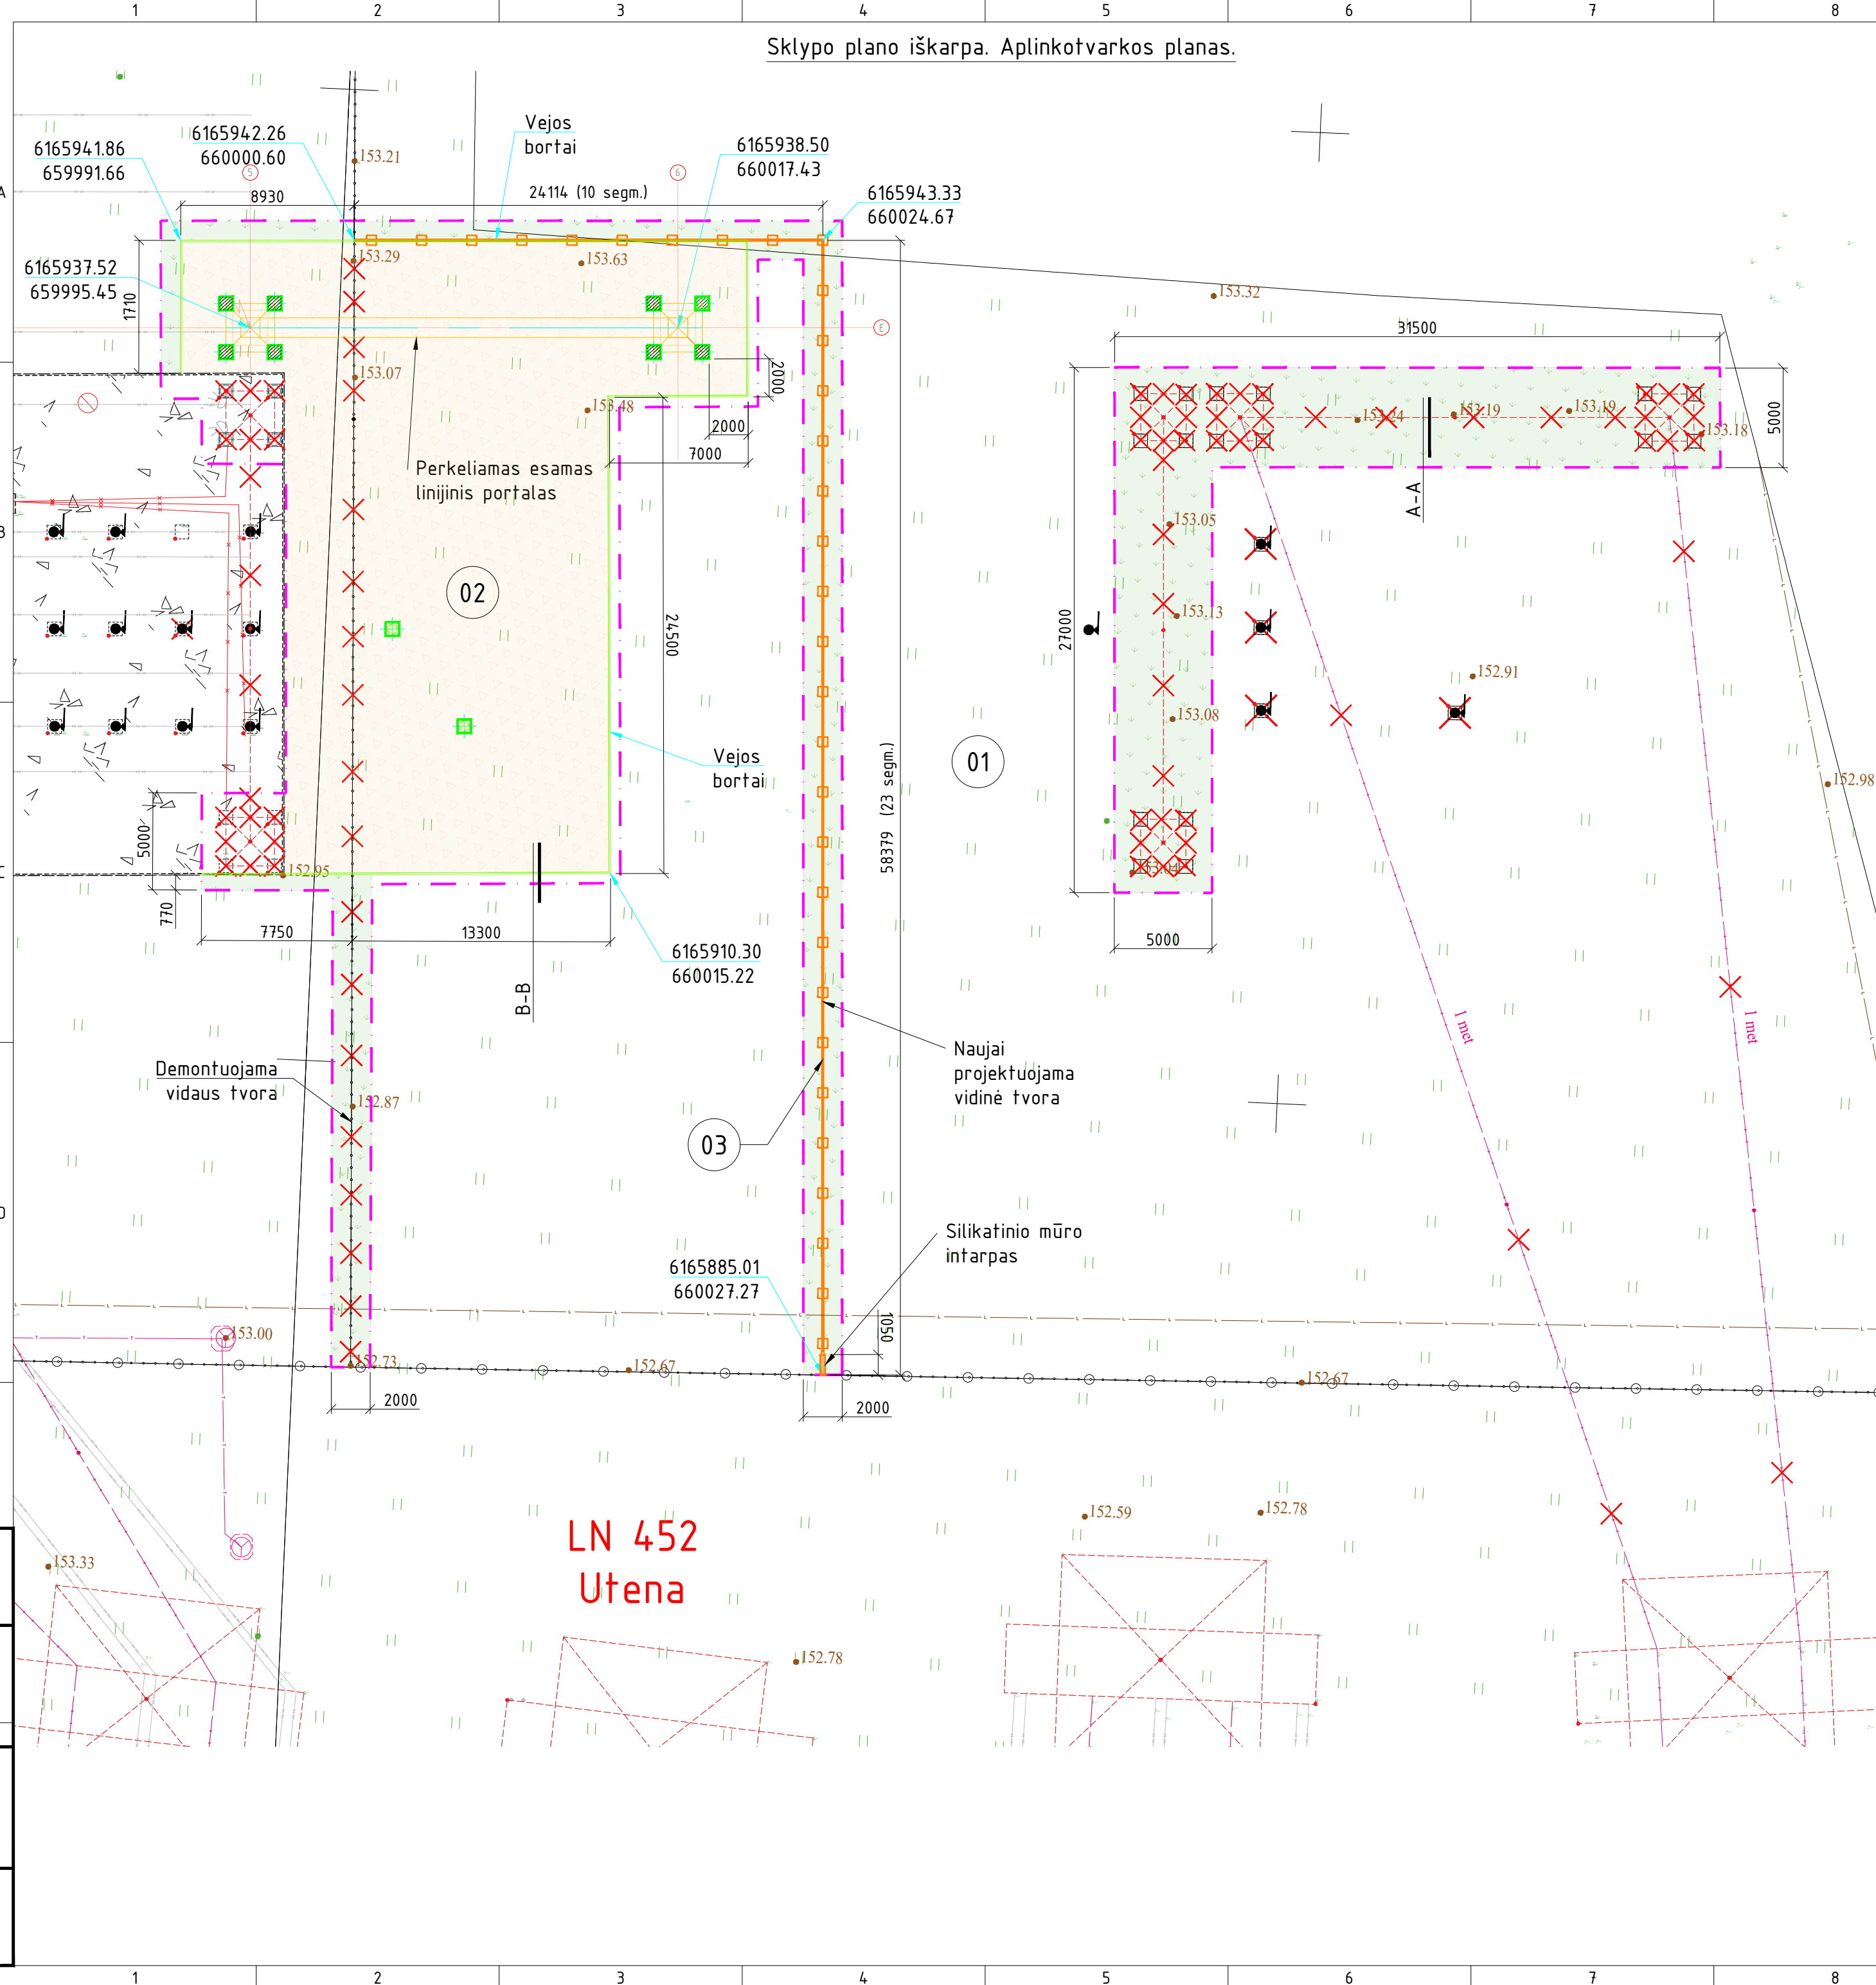 1 2 3 4 5 6 7 8
Sklypo plano iškarpa. Aplinkotvarkos planas.
6165941.86
659991.66
6165942.26
660000.60
Vejos
bortai
6165938.50
660017.43
6165943.33
660024.67
153.21
5
6
A
8930
24114 (10 segm.)
6165937.52
659995.45
153.29
153.63
153.32
1710
E
31500
153.07
2000
153.48
2000
7000
153.24
153.19
153.19
153.18
5000
Perkeliamas esamas
linijinis portalas
A-A
B
153.05
02
24500
27000
153.13
152.91
153.08
Vejos
bortai
58379 (23 segm.)
01
152.98
5000
152.95
153.04
770
7750
13300
5000
6165910.30
660015.22
B-B
1 met
1 met
Naujai
projektuojama
vidinė tvora
Demontuojama
vidaus tvora
152.87
03
D
Silikatinio mūro
intarpas
6165885.01
660027.27
1050
153.00
152.73
152.67
152.67
2000
2000
152.59
152.78
LN 452
Utena
153.33
152.78
1 2 3 4 5 6 7 8